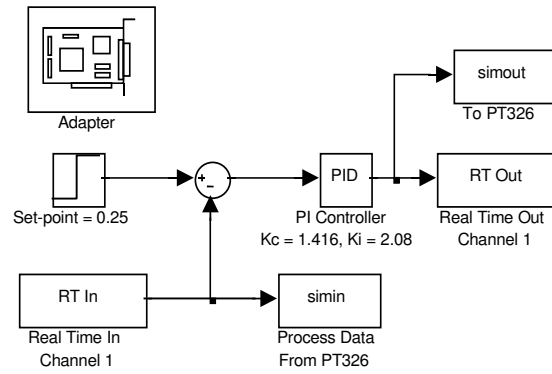 Adapter
simout
To PT326
Set-point = 0.25
+
-
PID
PI Controller
Kc = 1.416, Ki = 2.08
RT Out
Real Time Out
Channel 1
RT In
Real Time In
Channel 1
simin
Process Data
From PT326